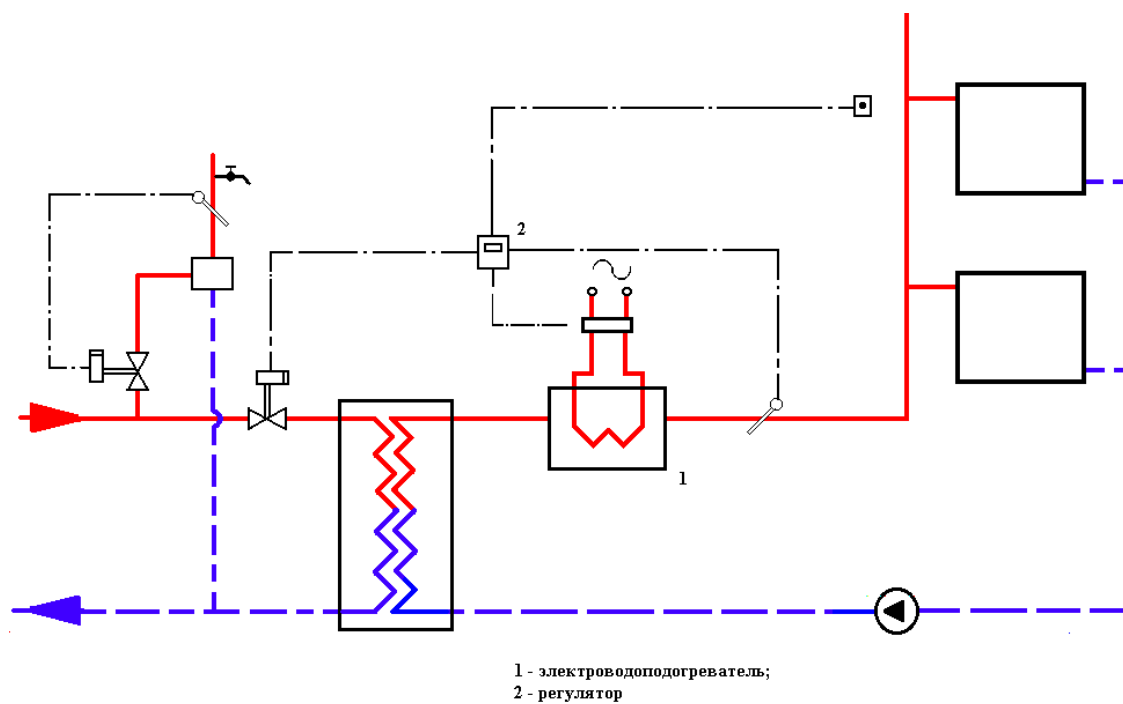 2
1
1 - электроводоподогреватель;
2 - регулятор